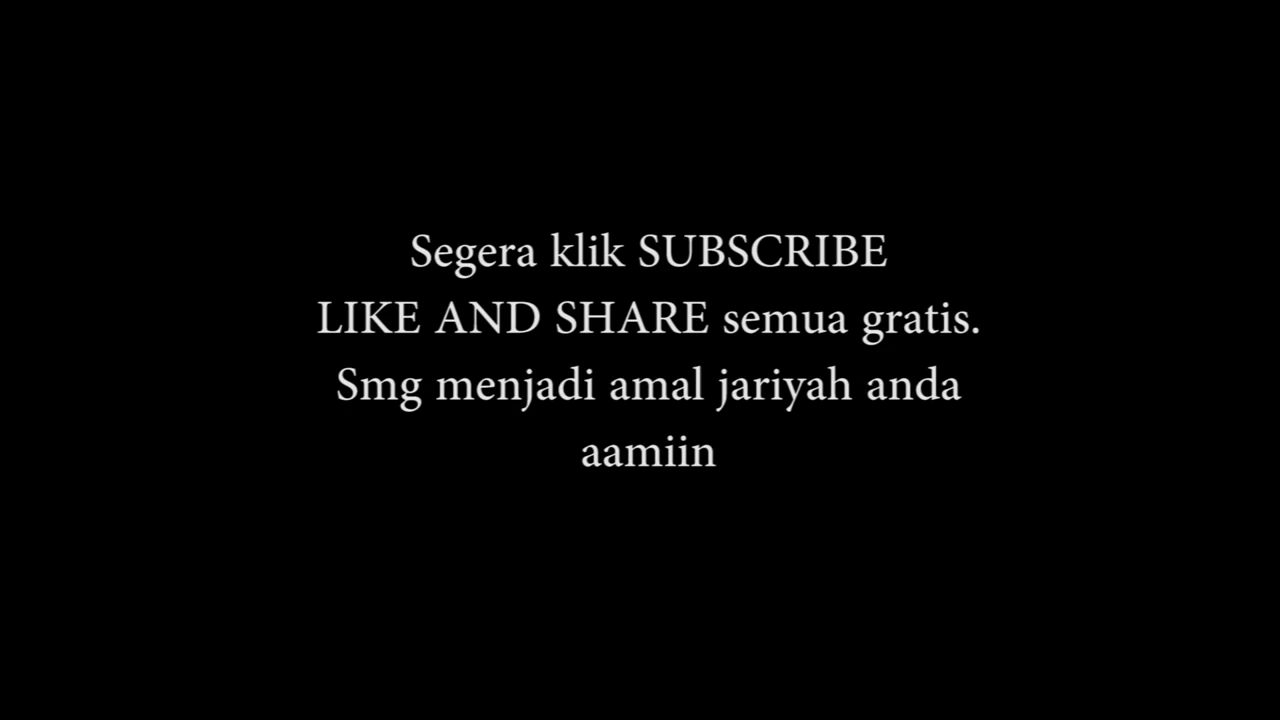 Segera klik SUBSCRIBE
LIKE AND SHARE semua gratis.
Smg menjadi amal jariyah anda
aamiin